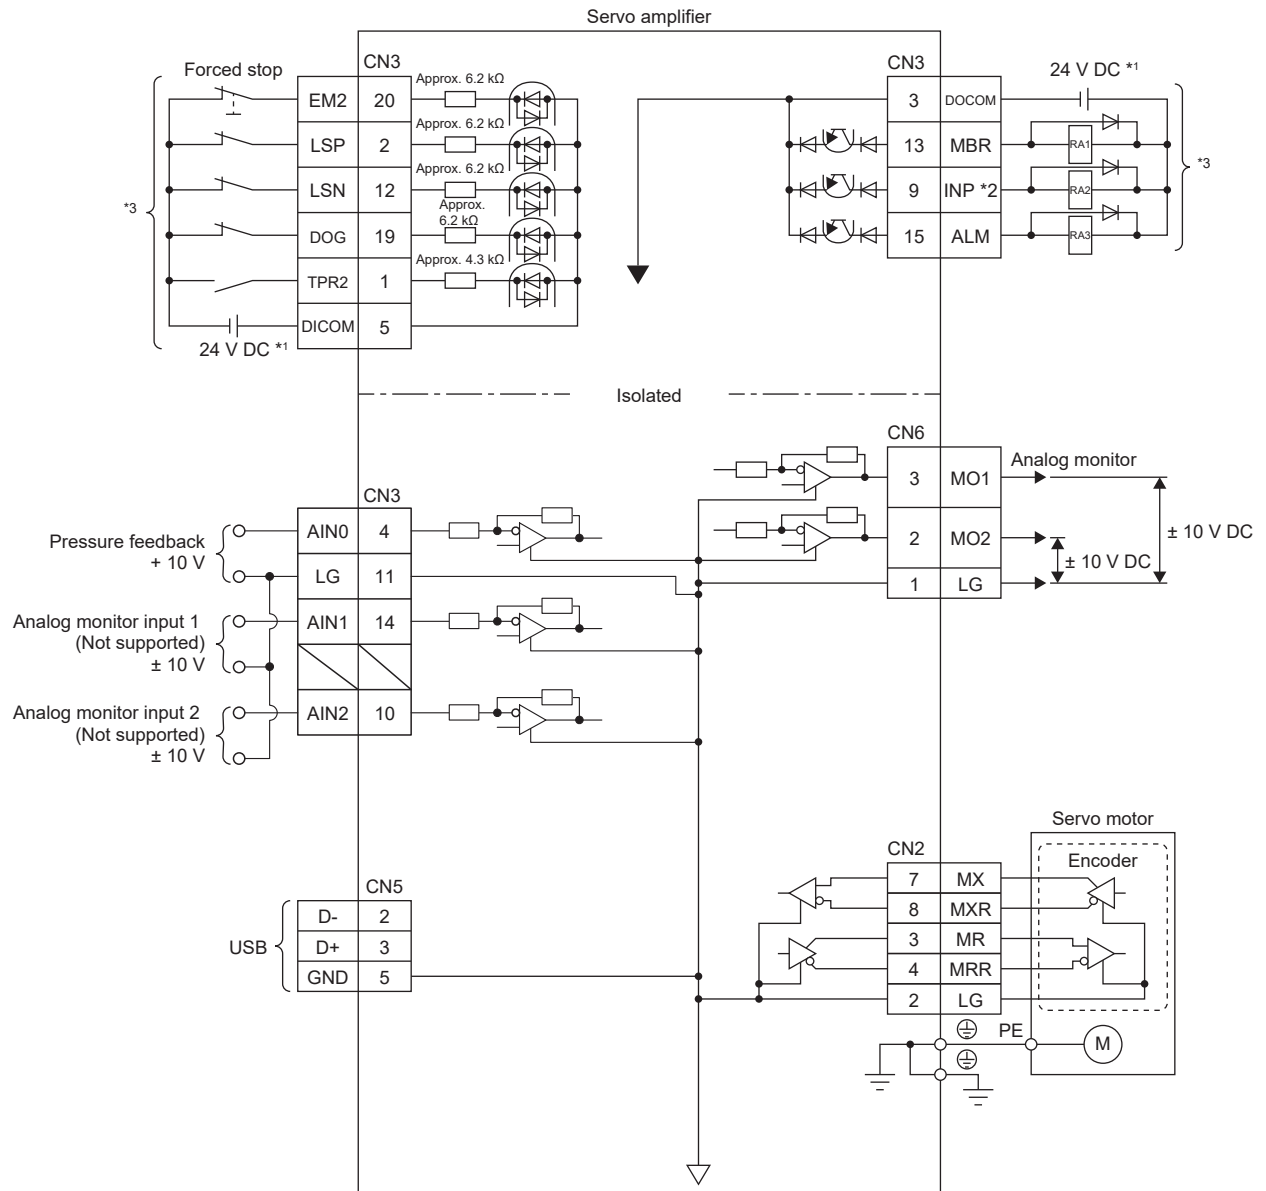 Servo amplifier
Forced stop
CN3
EM2 20 Approx. 6.2 kΩ
LSP 2 Approx. 6.2 kΩ
LSN 12 Approx. 6.2 kΩ
*3
DOG 19 Approx.
6.2 kΩ
TPR2 1 Approx. 4.3 kΩ
DICOM 5
24 V DC *1
CN3
24 V DC *1
3 DOCOM
13 MBR RA1
9 INP *2 RA2
15 ALM RA3
*3
Isolated
CN6
3 MO1 Analog monitor
2 MO2
1 LG
± 10 V DC
± 10 V DC
CN3
Pressure feedback
+ 10 V
AIN0 4
LG 11
Analog monitor input 1
(Not supported)
± 10 V
AIN1 14
Analog monitor input 2
(Not supported)
± 10 V
AIN2 10
CN5
USB
D- 2
D+ 3
GND 5
Servo motor
CN2
Encoder
7 MX
8 MXR
3 MR
4 MRR
2 LG
PE
M